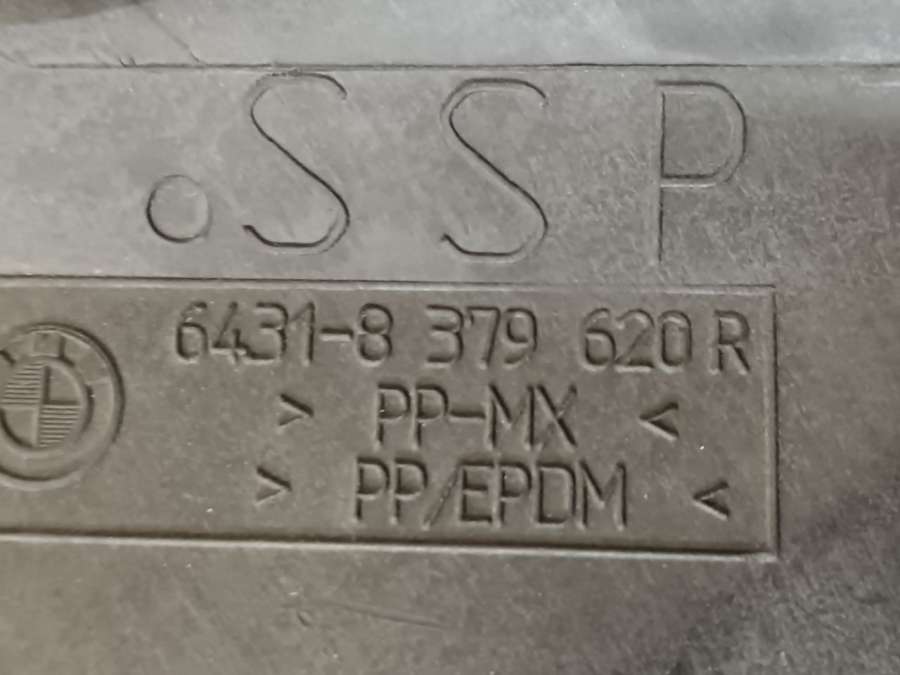 .SSP
6431-8 379 620 R
> PP-MX <
> PP/EPDM <